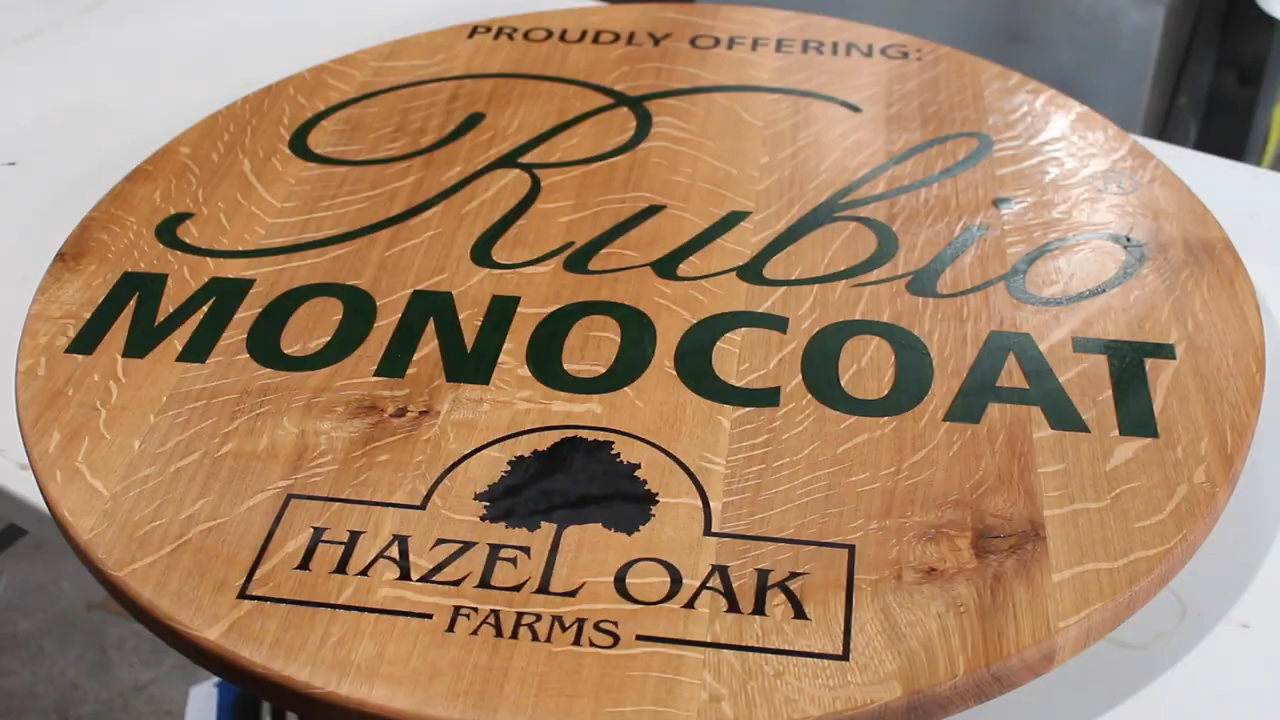 PROUDLY OFFERING:
Rubio®
MONOCOAT
HAZEL OAK
FARMS